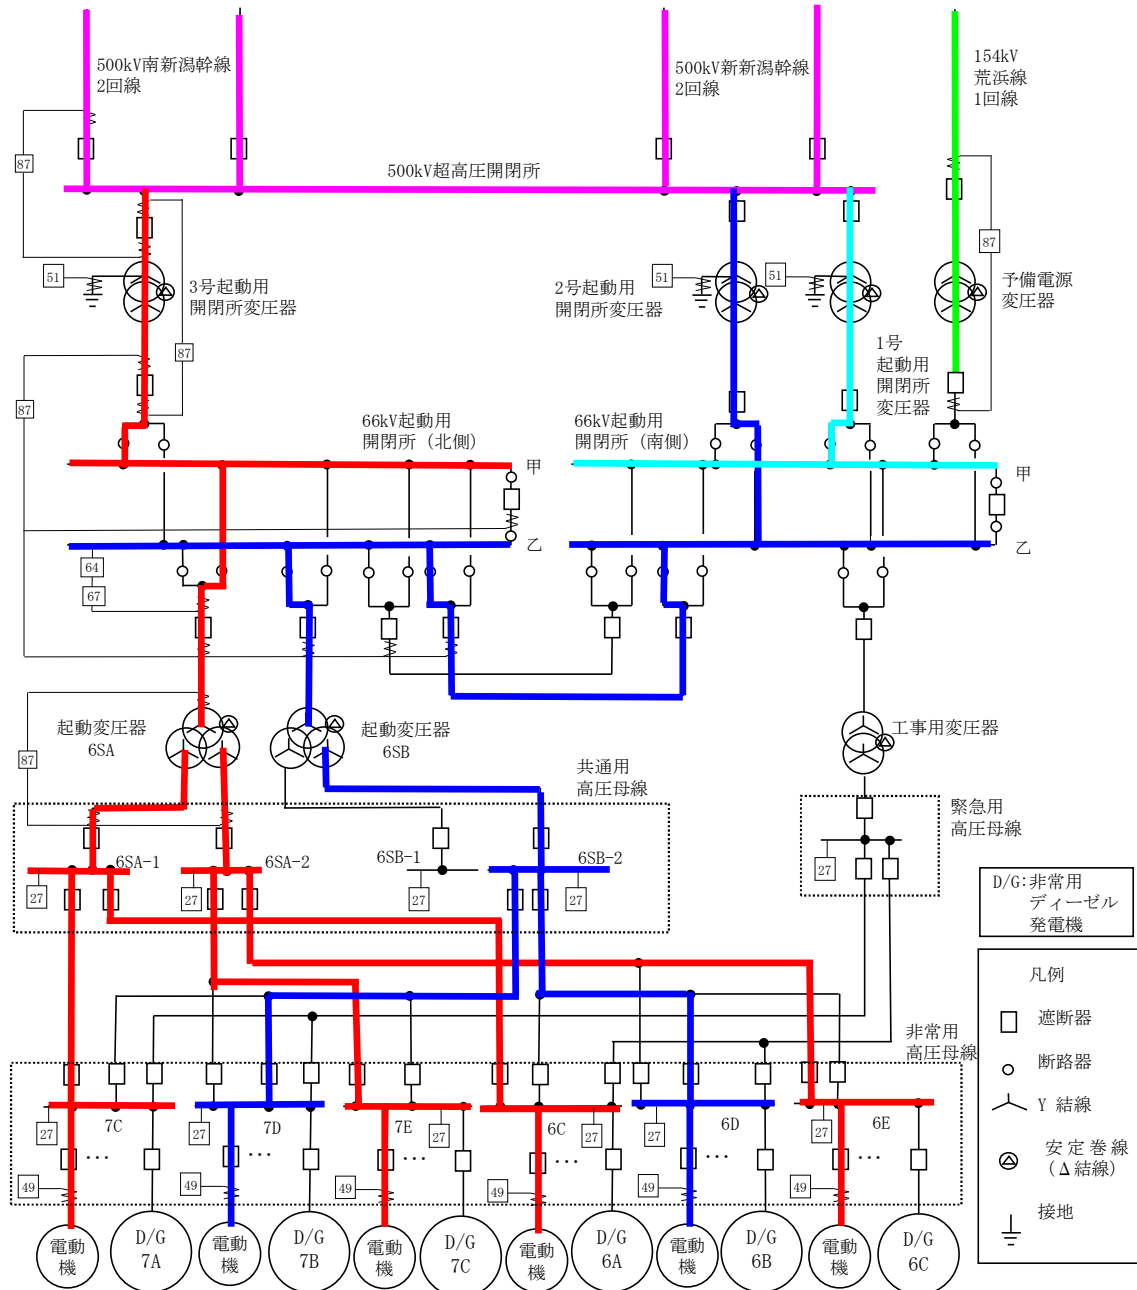 500kV南新潟幹線
2回線
500kV新新潟幹線
2回線
154kV
荒浜線
1回線
87
500kV超高圧開閉所
87
51
3号起動用
開閉所変圧器
51
2号起動用
開閉所変圧器
51
予備電源
変圧器
87
1号
起動用
開閉所
変圧器
87
66kV起動用
開閉所（北側）
66kV起動用
開閉所（南側）
甲
甲
乙
乙
64
67
起動変圧器
6SA
起動変圧器
6SB
工事用変圧器
87
共通用
高圧母線
緊急用
高圧母線
6SA-1
6SA-2
6SB-1
6SB-2
27
27
27
27
27
D/G:非常用
ディーゼル
発電機
凡例
遮断器
断路器
Y 結線
安定巻線
(Δ結線)
接地
非常用
高圧母線
7C
7D
7E
6C
6D
6E
27
27
27
27
27
27
…
…
…
…
…
49
49
49
49
49
電動
機
D/G
7A
電動
機
D/G
7B
電動
機
D/G
7C
電動
機
D/G
6A
電動
機
D/G
6B
電動
機
D/G
6C